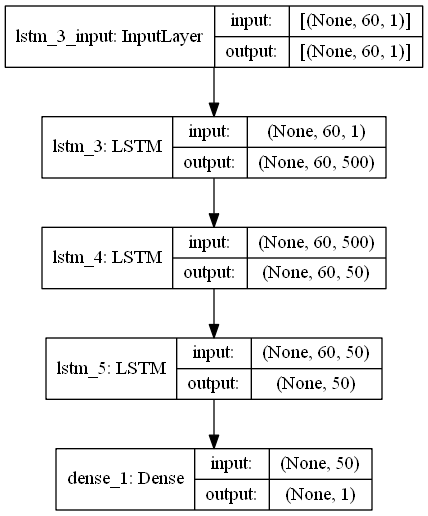 lstm_3_input: InputLayer
input: [(None, 60, 1)]
output: [(None, 60, 1)]
lstm_3: LSTM
input: (None, 60, 1)
output: (None, 60, 500)
lstm_4: LSTM
input: (None, 60, 500)
output: (None, 60, 50)
lstm_5: LSTM
input: (None, 60, 50)
output: (None, 50)
dense_1: Dense
input: (None, 50)
output: (None, 1)